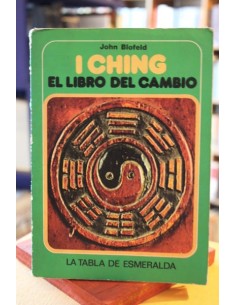 John Blofeld
I CHING
EL LIBRO DEL CAMBIO
LA TABLA DE ESMERALDA